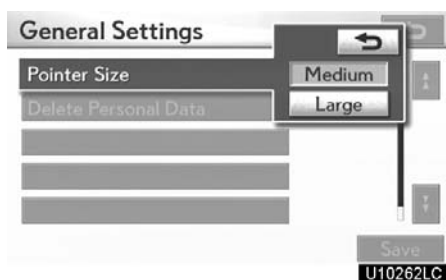 General Settings
Pointer Size
Medium
Delete Personal Data
Large
Save
U10262LC